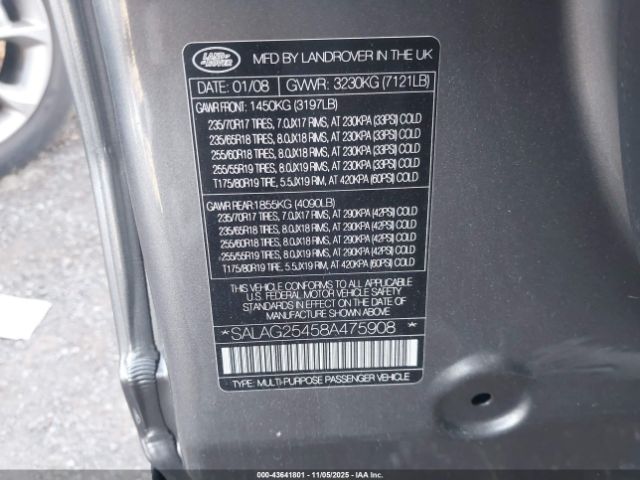 LAND ROVER
MFD BY LANDROVER IN THE UK
DATE: 01/08 GVWR: 3230KG (7121LB)
GAWR FRONT: 1450KG (3197LB)
235/70R17 TIRES, 7.0JX17 RIMS, AT 230KPA (33PSI) COLD
235/65R18 TIRES, 8.0JX18 RIMS, AT 230KPA (33PSI) COLD
255/60R18 TIRES, 8.0JX18 RIMS, AT 230KPA (33PSI) COLD
255/55R19 TIRES, 8.0JX19 RIMS, AT 230KPA (33PSI) COLD
T175/80R19 TIRE, 5.5JX19 RIM, AT 420KPA (60PSI) COLD
GAWR REAR: 1855KG (4090LB)
235/70R17 TIRES, 7.0JX17 RIMS, AT 290KPA (42PSI) COLD
235/65R18 TIRES, 8.0JX18 RIMS, AT 290KPA (42PSI) COLD
255/60R18 TIRES, 8.0JX18 RIMS, AT 290KPA (42PSI) COLD
255/55R19 TIRES, 8.0JX19 RIMS, AT 290KPA (42PSI) COLD
T175/80R19 TIRE, 5.5JX19 RIM, AT 420KPA (60PSI) COLD
THIS VEHICLE CONFORMS TO ALL APPLICABLE
U.S. FEDERAL MOTOR VEHICLE SAFETY
STANDARDS IN EFFECT ON THE DATE OF
MANUFACTURE SHOWN ABOVE
*SALAG25458A475908*
TYPE: MULTI-PURPOSE PASSENGER VEHICLE
© IAA - 43641801 - 11/05/2025 - IAAI.COM